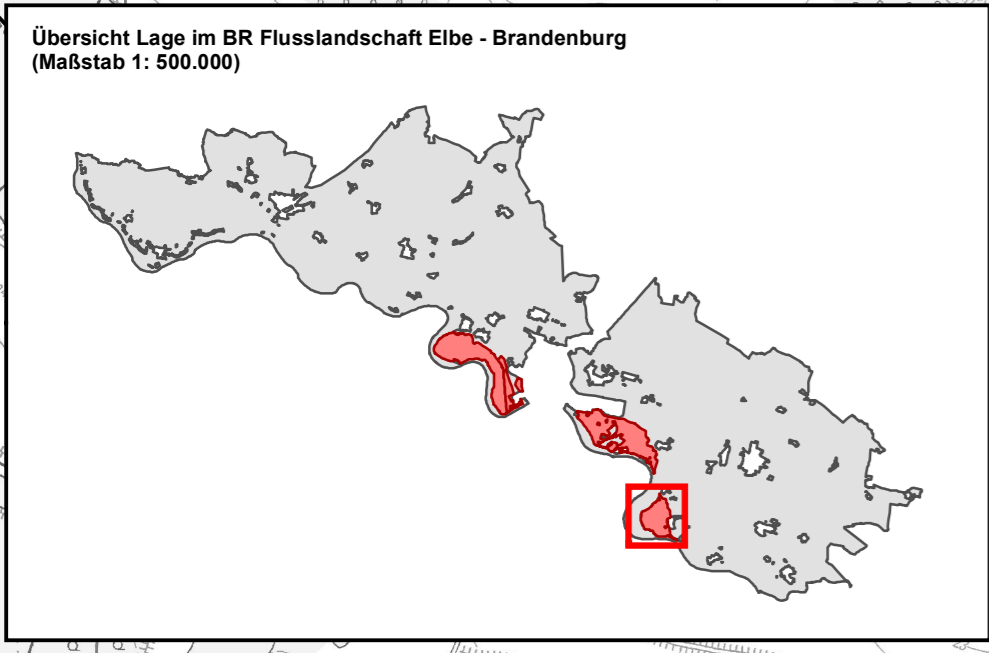 Übersicht Lage im BR Flusslandschaft Elbe - Brandenburg
(Maßstab 1: 500.000)